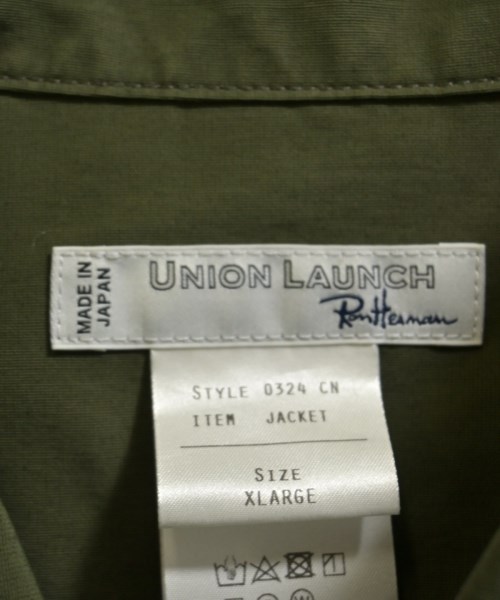 MADE IN
JAPAN
UNION LAUNCH
Ron Herman
STYLE 0324 CN
ITEM JACKET
SIZE
XLARGE